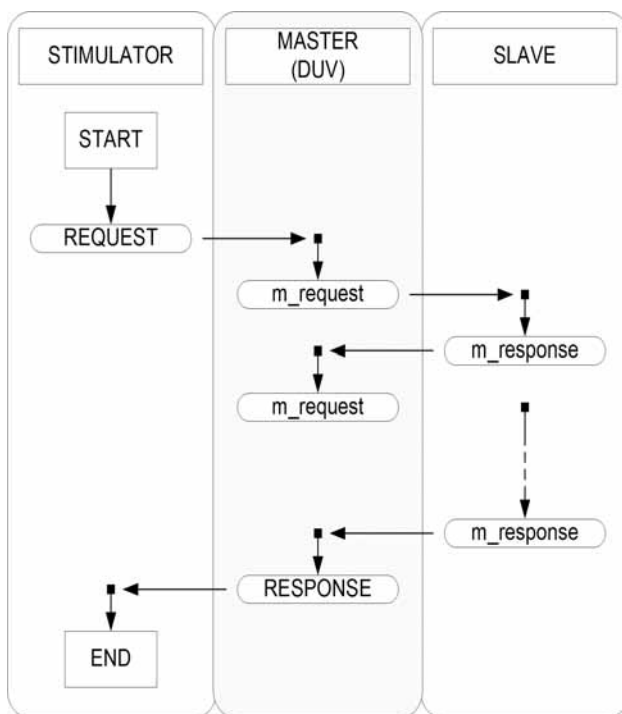 STIMULATOR
MASTER
(DUV)
SLAVE
START
REQUEST
m_request
m_response
m_request
m_response
RESPONSE
END